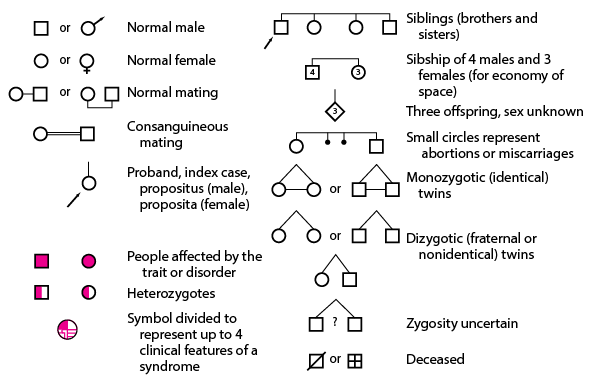 or
Normal male
or
Normal female
or
Normal mating
Consanguineous
mating
Proband, index case,
propositus (male),
proposita (female)
People affected by the
trait or disorder
Heterozygotes
Symbol divided to
represent up to 4
clinical features of a
syndrome
Siblings (brothers and
sisters)
4
3
Sibship of 4 males and 3
females (for economy of
space)
3
Three offspring, sex unknown
Small circles represent
abortions or miscarriages
or
Monozygotic (identical)
twins
or
Dizygotic (fraternal or
nonidentical) twins
?
Zygosity uncertain
or
Deceased